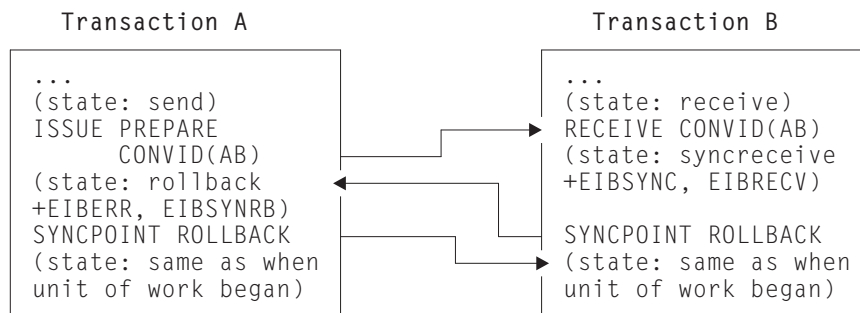 Transaction A
...
(state: send)
ISSUE PREPARE
CONVID(AB)
(state: rollback
+EIBERR, EIBSYNRB)
SYNCPOINT ROLLBACK
(state: same as when
unit of work began)
Transaction B
...
(state: receive)
RECEIVE CONVID(AB)
(state: syncreceive
+EIBSYNC, EIBRECV)
SYNCPOINT ROLLBACK
(state: same as when
unit of work began)